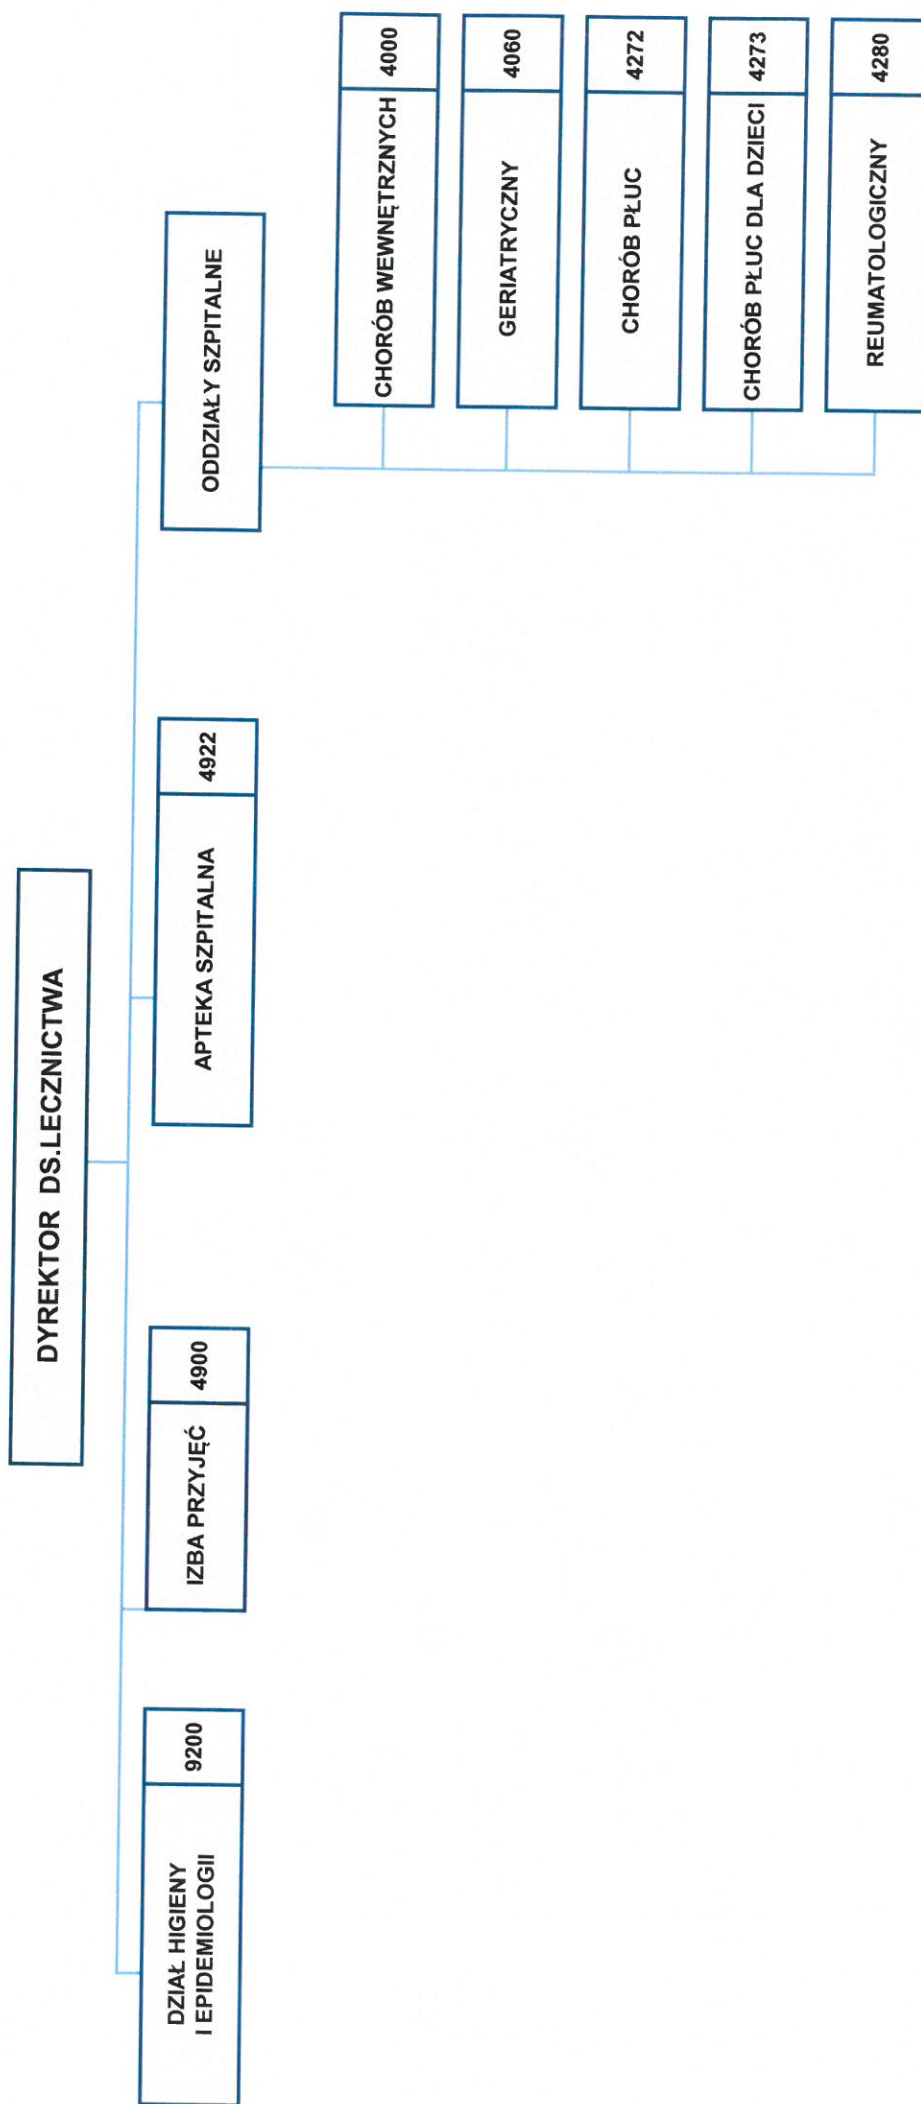 DYREKTOR DS.LECZNICTWA
DZIAŁ HIGIENY
I EPIDEMIOLOGII
9200
IZBA PRZYJĘĆ
4900
APTEKA SZPITALNA
4922
ODDZIAŁY SZPITALNE
CHORÓB WEWNĘTRZNYCH
4000
GERIATRYCZNY
4060
CHORÓB PŁUC
4272
CHORÓB PŁUC DLA DZIECI
4273
REUMATOLOGICZNY
4280